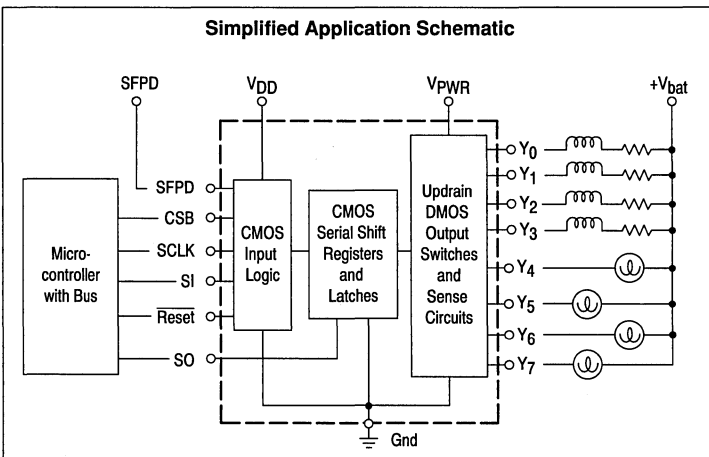 Simplified Application Schematic
SFPD
VDD
VPWR
+Vbat
SFPD
CSB
SCLK
SI
Reset
SO
Micro-
controller
with Bus
CMOS
Input
Logic
CMOS
Serial Shift
Registers
and
Latches
Updrain
DMOS
Output
Switches
and
Sense
Circuits
Y0
Y1
Y2
Y3
Y4
Y5
Y6
Y7
Gnd